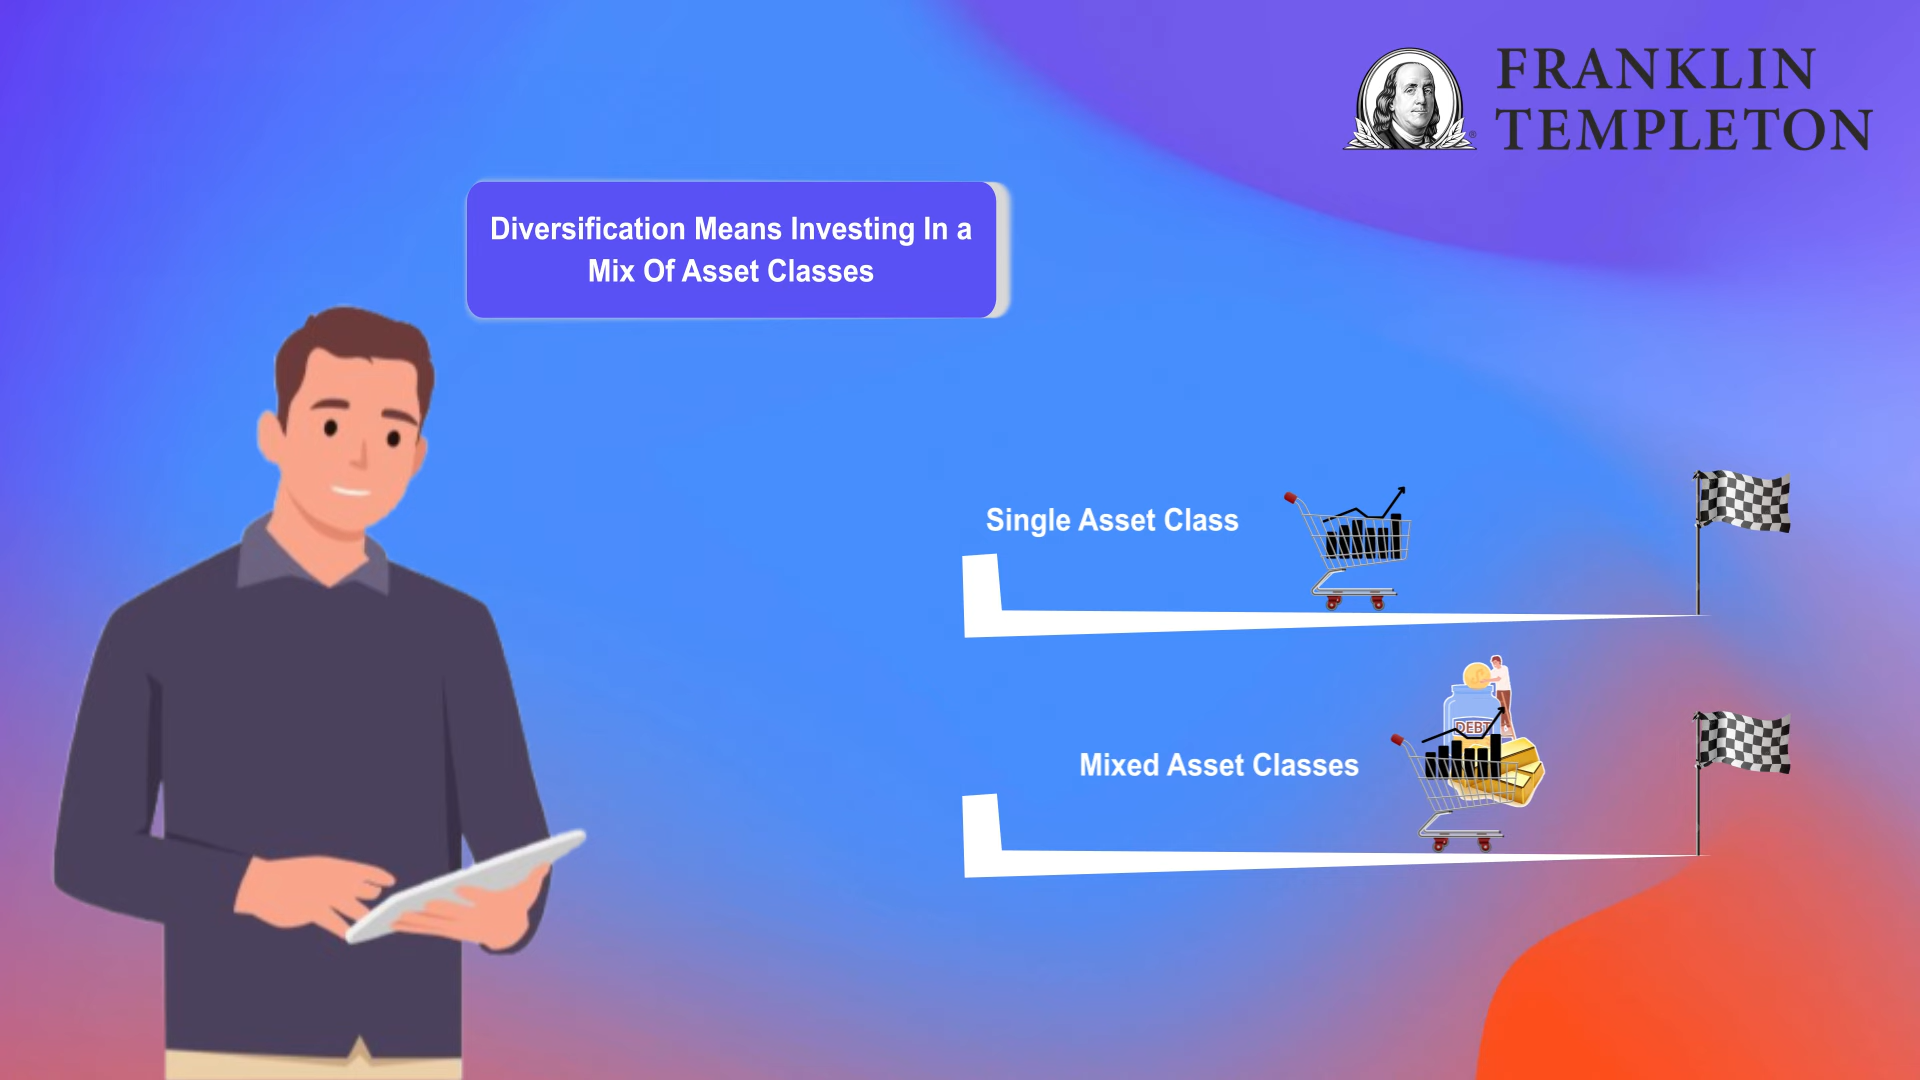 FRANKLIN
TEMPLETON
Diversification Means Investing In a
Mix Of Asset Classes
Single Asset Class
DEBT
Mixed Asset Classes